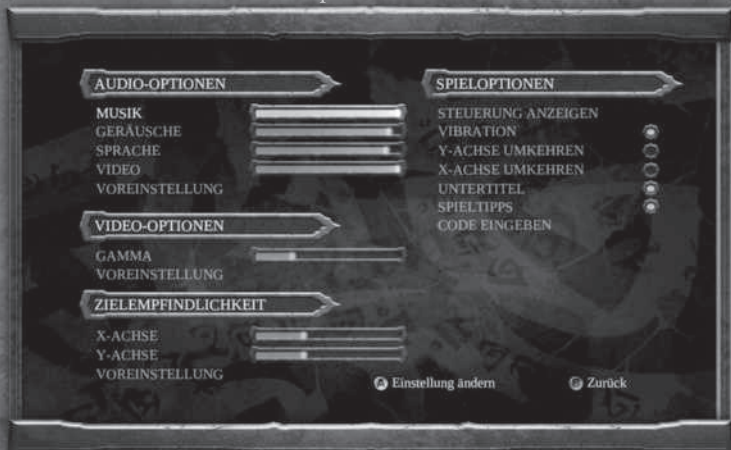 AUDIO-OPTIONEN
MUSIK
GERÄUSCHE
SPRACHE
VIDEO
VOREINSTELLUNG
VIDEO-OPTIONEN
GAMMA
VOREINSTELLUNG
ZIELEMPFINDLICHKEIT
X-ACHSE
Y-ACHSE
VOREINSTELLUNG
SPIELOPTIONEN
STEUERUNG ANZEIGEN
VIBRATION
Y-ACHSE UMKEHREN
X-ACHSE UMKEHREN
UNTERTITEL
SPIELTIPPS
CODE EINGEBEN
A Einstellung ändern
B Zurück